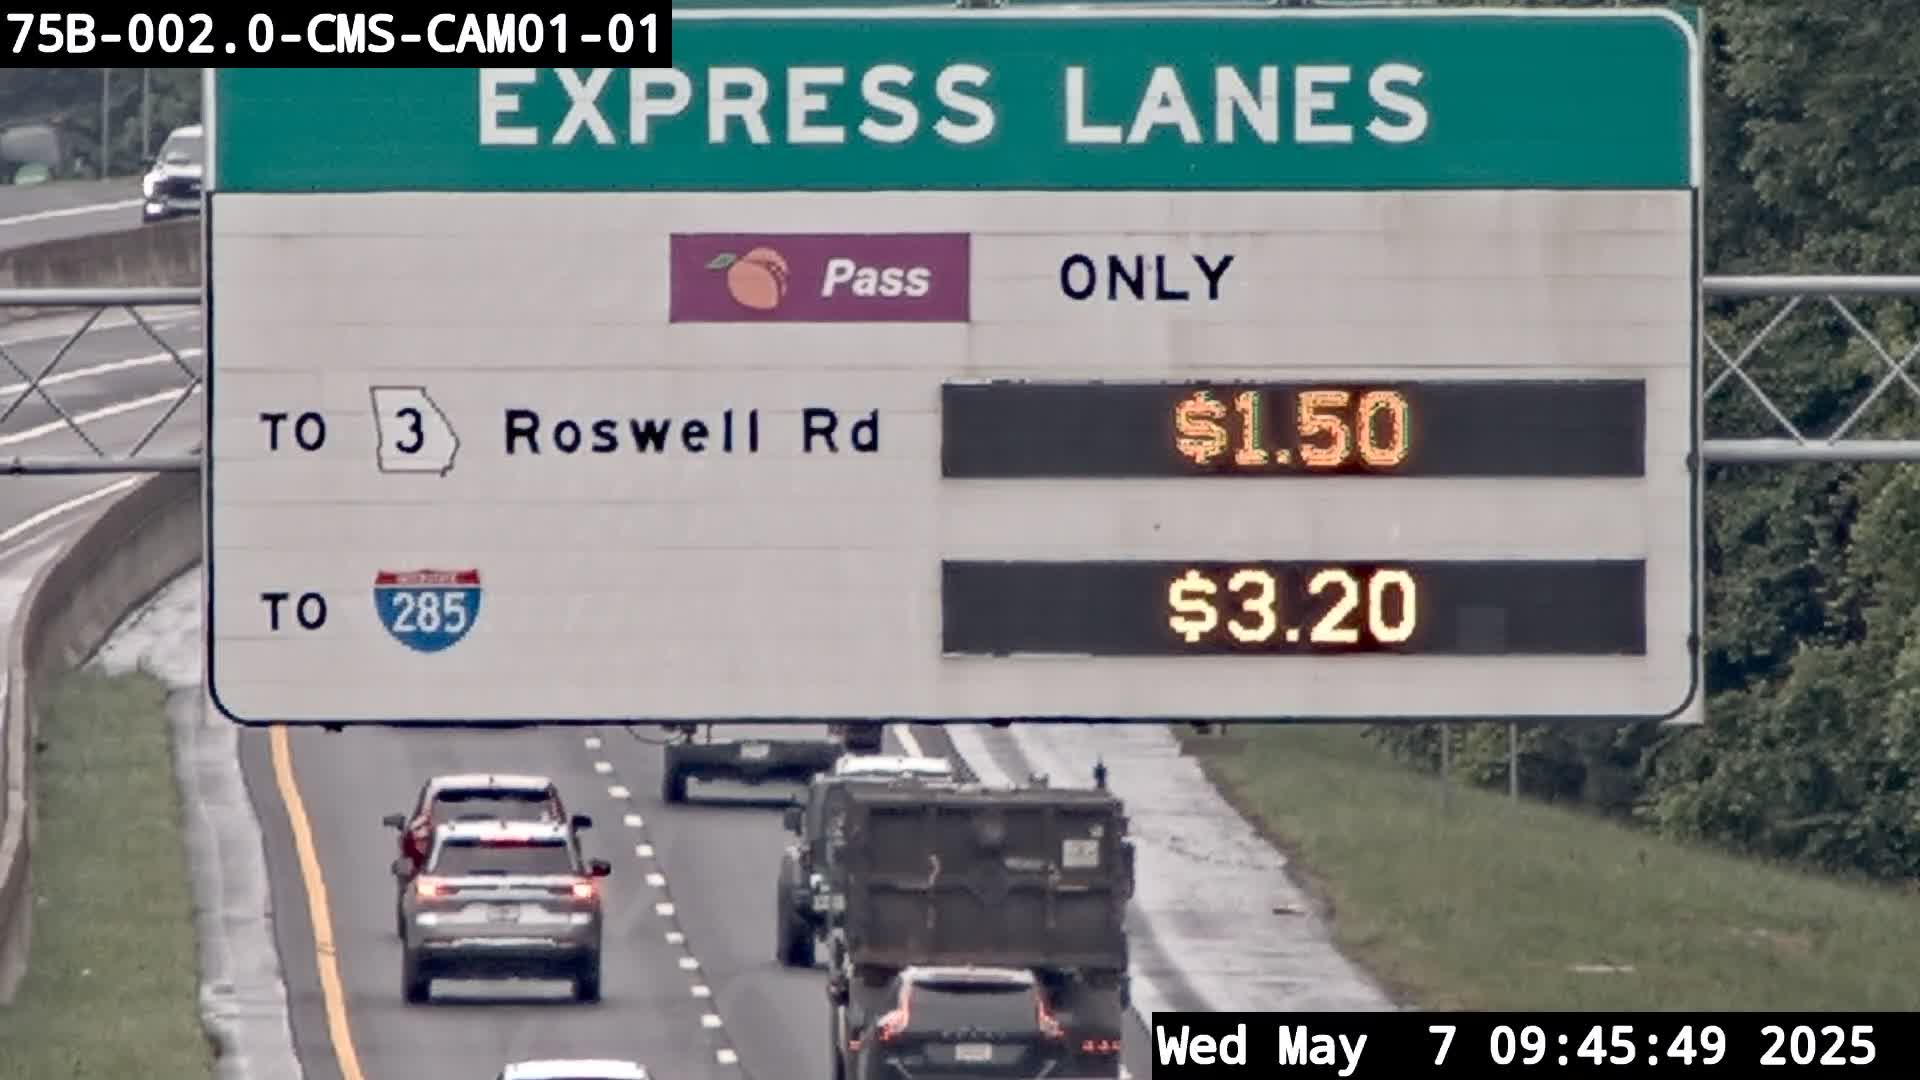 75B-002.0-CMS-CAM01-01
EXPRESS LANES
Pass ONLY
TO 3 Roswell Rd $1.50
TO INTERSTATE 285 $3.20
Wed May 7 09:45:49 2025